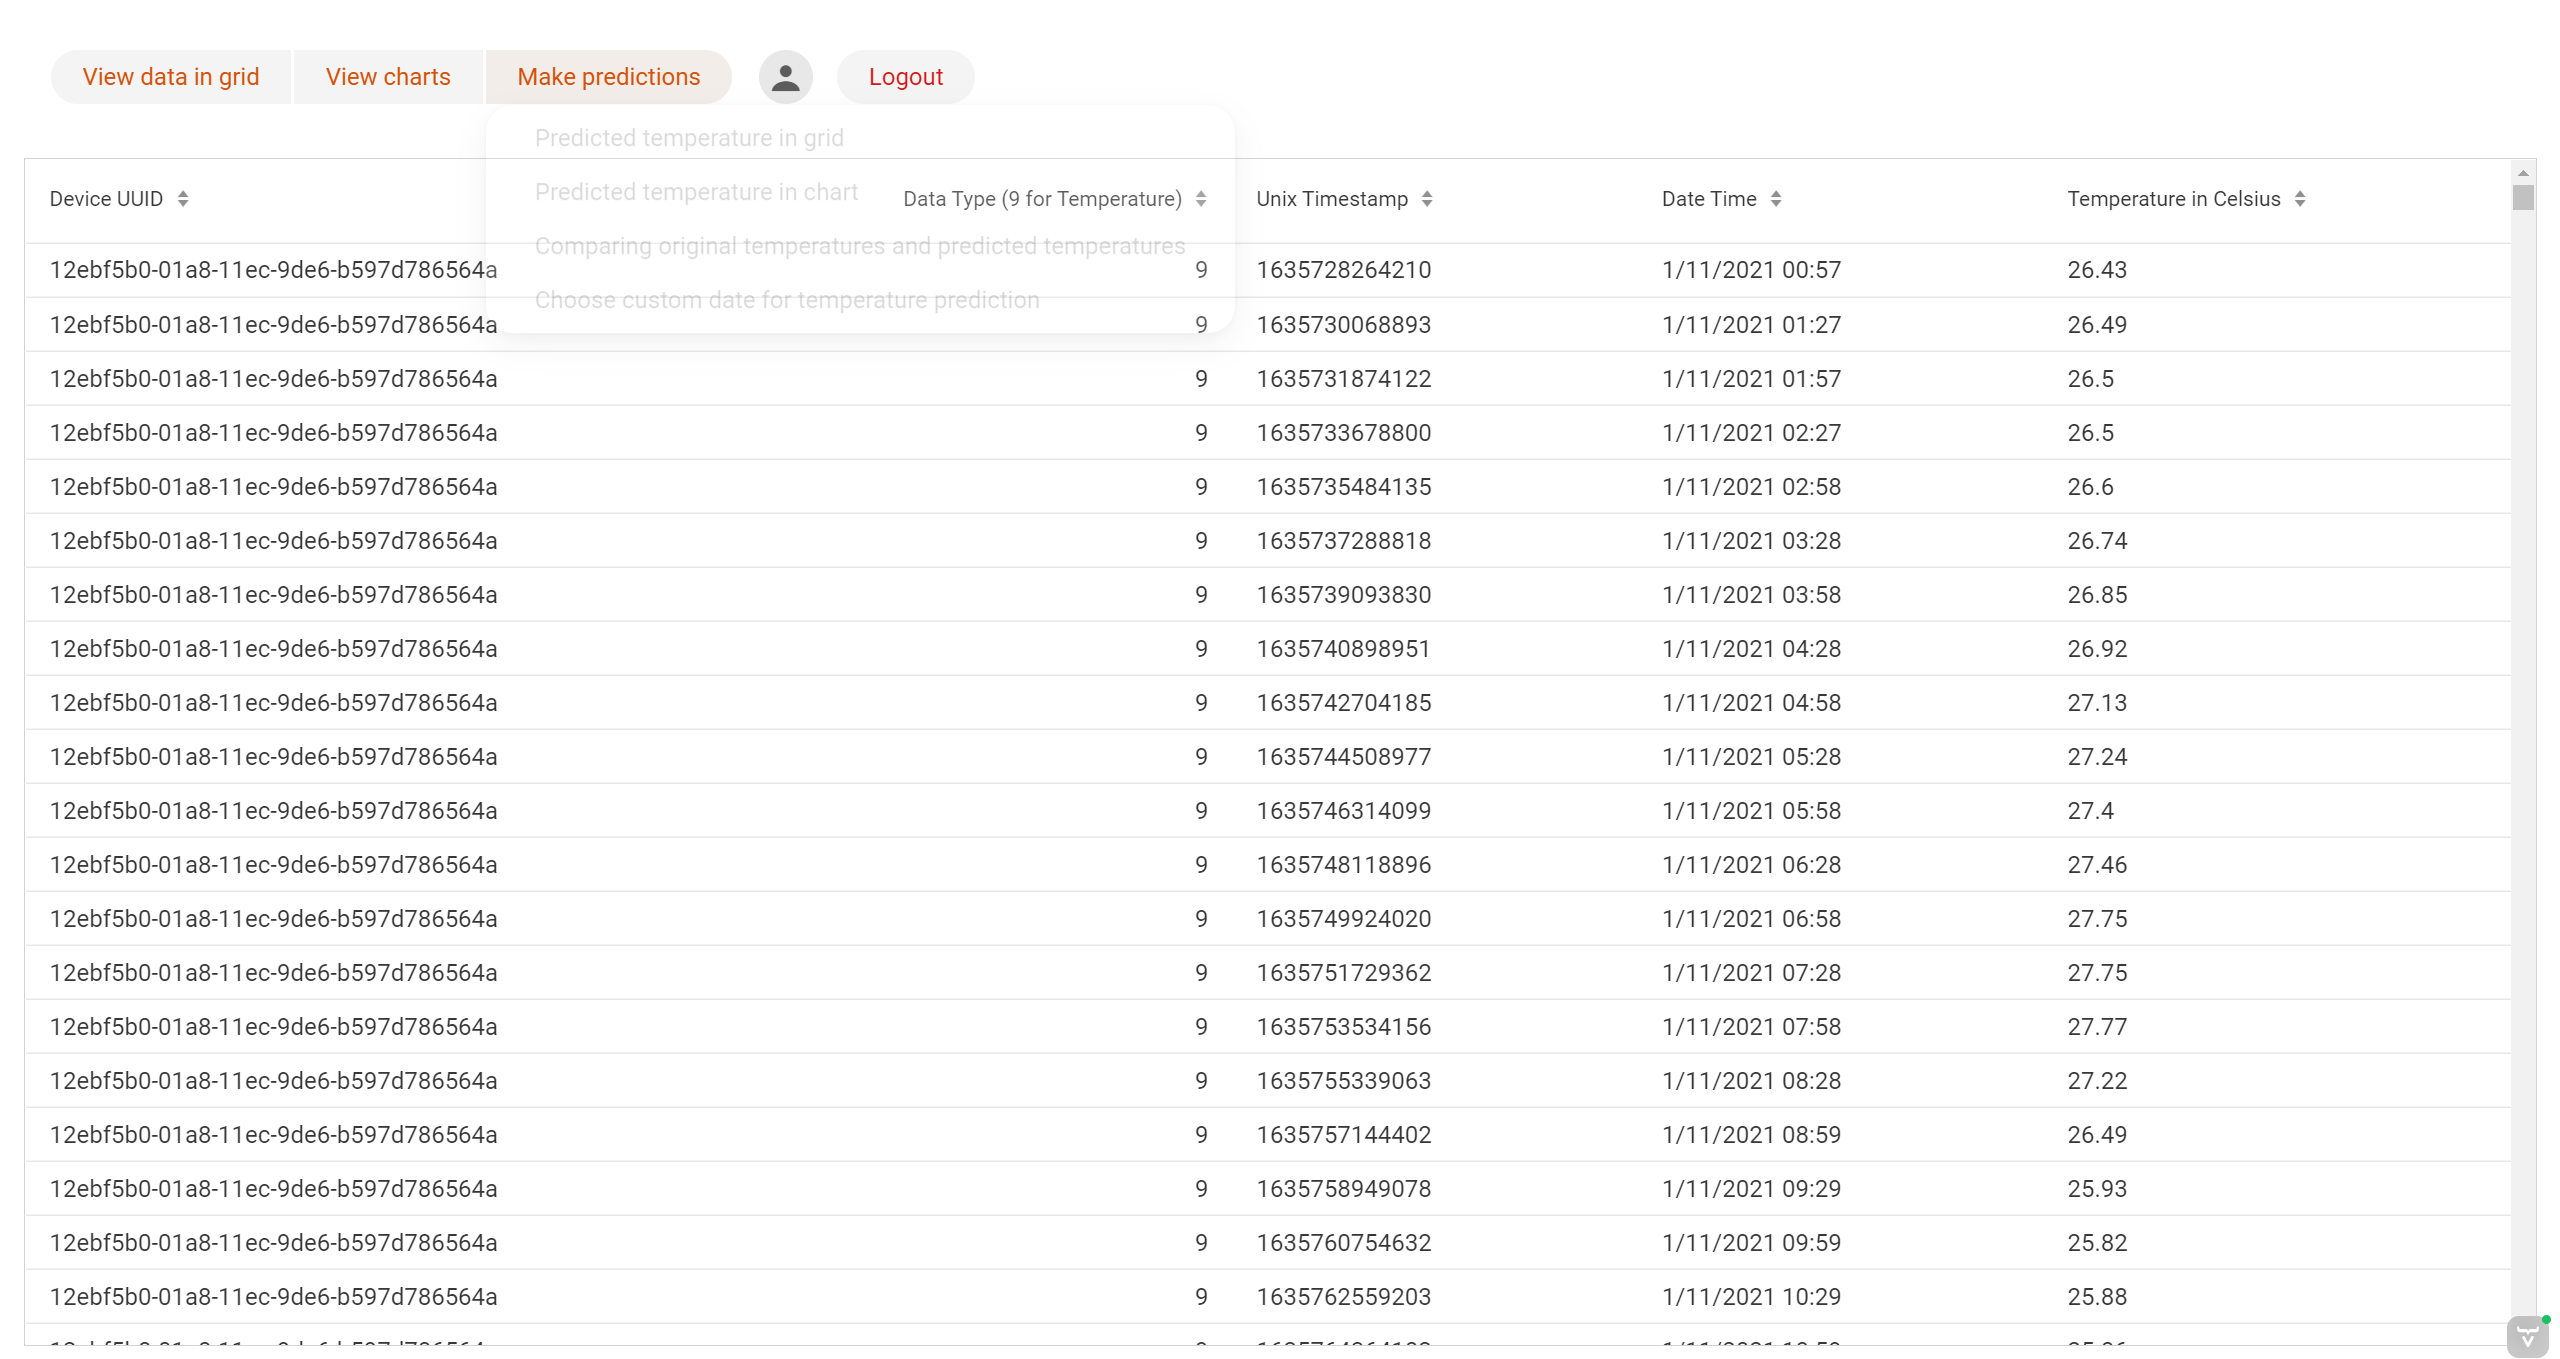 View data in grid View charts Make predictions Logout
Predicted temperature in grid
Predicted temperature in chart
Comparing original temperatures and predicted temperatures
Choose custom date for temperature prediction
Device UUID Data Type (9 for Temperature) Unix Timestamp Date Time Temperature in Celsius
12ebf5b0-01a8-11ec-9de6-b597d786564a 9 1635728264210 1/11/2021 00:57 26.43
12ebf5b0-01a8-11ec-9de6-b597d786564a 9 1635730068893 1/11/2021 01:27 26.49
12ebf5b0-01a8-11ec-9de6-b597d786564a 9 1635731874122 1/11/2021 01:57 26.5
12ebf5b0-01a8-11ec-9de6-b597d786564a 9 1635733678800 1/11/2021 02:27 26.5
12ebf5b0-01a8-11ec-9de6-b597d786564a 9 1635735484135 1/11/2021 02:58 26.6
12ebf5b0-01a8-11ec-9de6-b597d786564a 9 1635737288818 1/11/2021 03:28 26.74
12ebf5b0-01a8-11ec-9de6-b597d786564a 9 1635739093830 1/11/2021 03:58 26.85
12ebf5b0-01a8-11ec-9de6-b597d786564a 9 1635740898951 1/11/2021 04:28 26.92
12ebf5b0-01a8-11ec-9de6-b597d786564a 9 1635742704185 1/11/2021 04:58 27.13
12ebf5b0-01a8-11ec-9de6-b597d786564a 9 1635744508977 1/11/2021 05:28 27.24
12ebf5b0-01a8-11ec-9de6-b597d786564a 9 1635746314099 1/11/2021 05:58 27.4
12ebf5b0-01a8-11ec-9de6-b597d786564a 9 1635748118896 1/11/2021 06:28 27.46
12ebf5b0-01a8-11ec-9de6-b597d786564a 9 1635749924020 1/11/2021 06:58 27.75
12ebf5b0-01a8-11ec-9de6-b597d786564a 9 1635751729362 1/11/2021 07:28 27.75
12ebf5b0-01a8-11ec-9de6-b597d786564a 9 1635753534156 1/11/2021 07:58 27.77
12ebf5b0-01a8-11ec-9de6-b597d786564a 9 1635755339063 1/11/2021 08:28 27.22
12ebf5b0-01a8-11ec-9de6-b597d786564a 9 1635757144402 1/11/2021 08:59 26.49
12ebf5b0-01a8-11ec-9de6-b597d786564a 9 1635758949078 1/11/2021 09:29 25.93
12ebf5b0-01a8-11ec-9de6-b597d786564a 9 1635760754632 1/11/2021 09:59 25.82
12ebf5b0-01a8-11ec-9de6-b597d786564a 9 1635762559203 1/11/2021 10:29 25.88